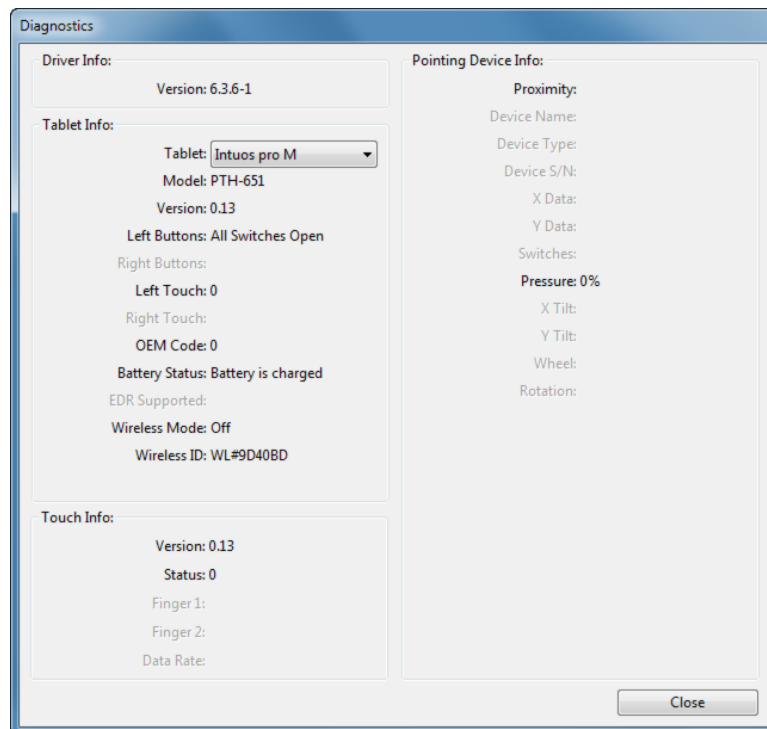 Diagnostics
Driver Info:
Version: 6.3.6-1
Tablet Info:
Tablet: Intuos pro M
Model: PTH-651
Version: 0.13
Left Buttons: All Switches Open
Right Buttons:
Left Touch: 0
Right Touch:
OEM Code: 0
Battery Status: Battery is charged
EDR Supported:
Wireless Mode: Off
Wireless ID: WL#9D40BD
Touch Info:
Version: 0.13
Status: 0
Finger 1:
Finger 2:
Data Rate:
Pointing Device Info:
Proximity:
Device Name:
Device Type:
Device S/N:
X Data:
Y Data:
Switches:
Pressure: 0%
X Tilt:
Y Tilt:
Wheel:
Rotation:
Close